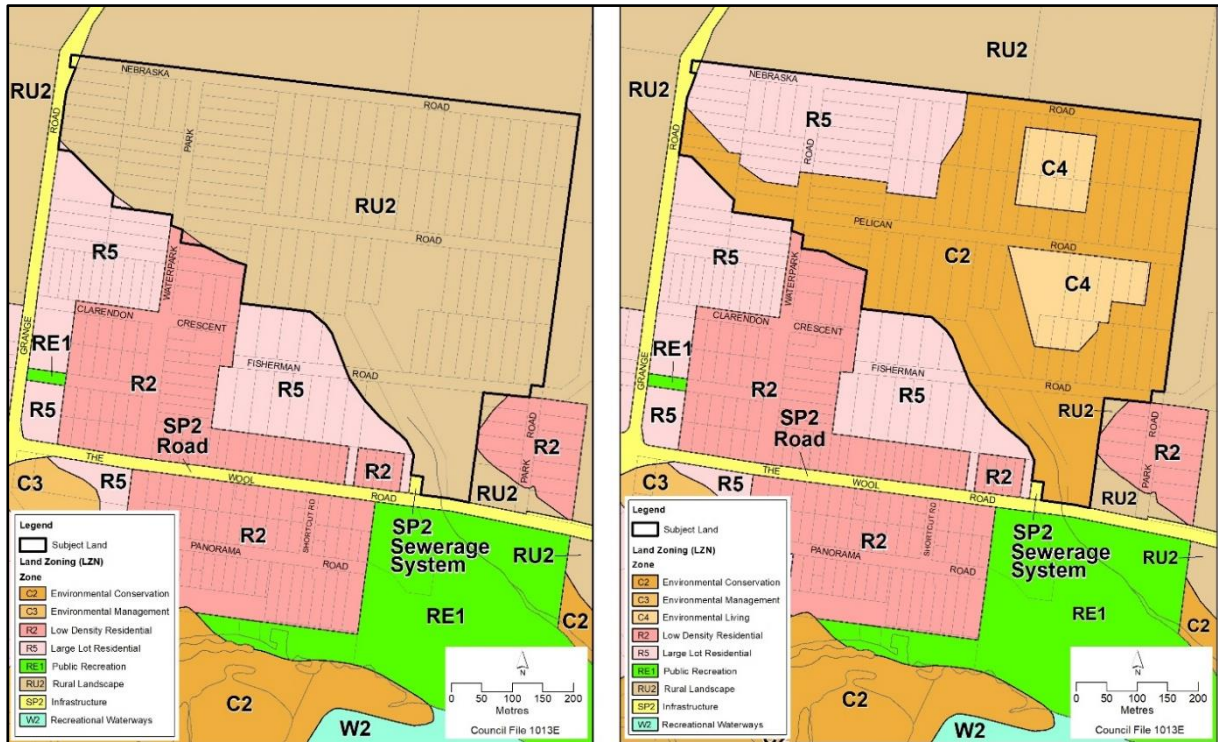 RU2
RU2
NEBRASKA
ROAD
ROAD
PARK
RU2
PELICAN
ROAD
R5
WATERPARK
CLARENDON
CRESCENT
GRANGE
RE1
R2
FISHERMAN
ROAD
R5
R5
SP2
Road
R2
ROAD
PARK
THE
WOOL
ROAD
R2
RU2
C3
R5
SP2
Sewerage
System
RU2
R2
SHORTCUT RD
PANORAMA
ROAD
RE1
C2
C2
W2
Legend
Subject Land
Land Zoning (LZN)
Zone
C2 Environmental Conservation
C3 Environmental Management
R2 Low Density Residential
R5 Large Lot Residential
RE1 Public Recreation
RU2 Rural Landscape
SP2 Infrastructure
W2 Recreational Waterways
N
0 50 100 150 200
Metres
Council File 1013E
RU2
RU2
NEBRASKA
ROAD
ROAD
R5
ROAD
C4
PELICAN
ROAD
C2
C4
R5
WATERPARK
CLARENDON
CRESCENT
GRANGE
RE1
R2
FISHERMAN
ROAD
R5
R5
RU2
SP2
Road
R2
ROAD
PARK
THE
WOOL
ROAD
R2
RU2
C3
R5
SP2
Sewerage
System
RU2
R2
SHORTCUT RD
PANORAMA
ROAD
RE1
C2
C2
W2
Legend
Subject Land
Land Zoning (LZN)
Zone
C2 Environmental Conservation
C3 Environmental Management
C4 Environmental Living
R2 Low Density Residential
R5 Large Lot Residential
RE1 Public Recreation
RU2 Rural Landscape
SP2 Infrastructure
W2 Recreational Waterways
N
0 50 100 150 200
Metres
Council File 1013E